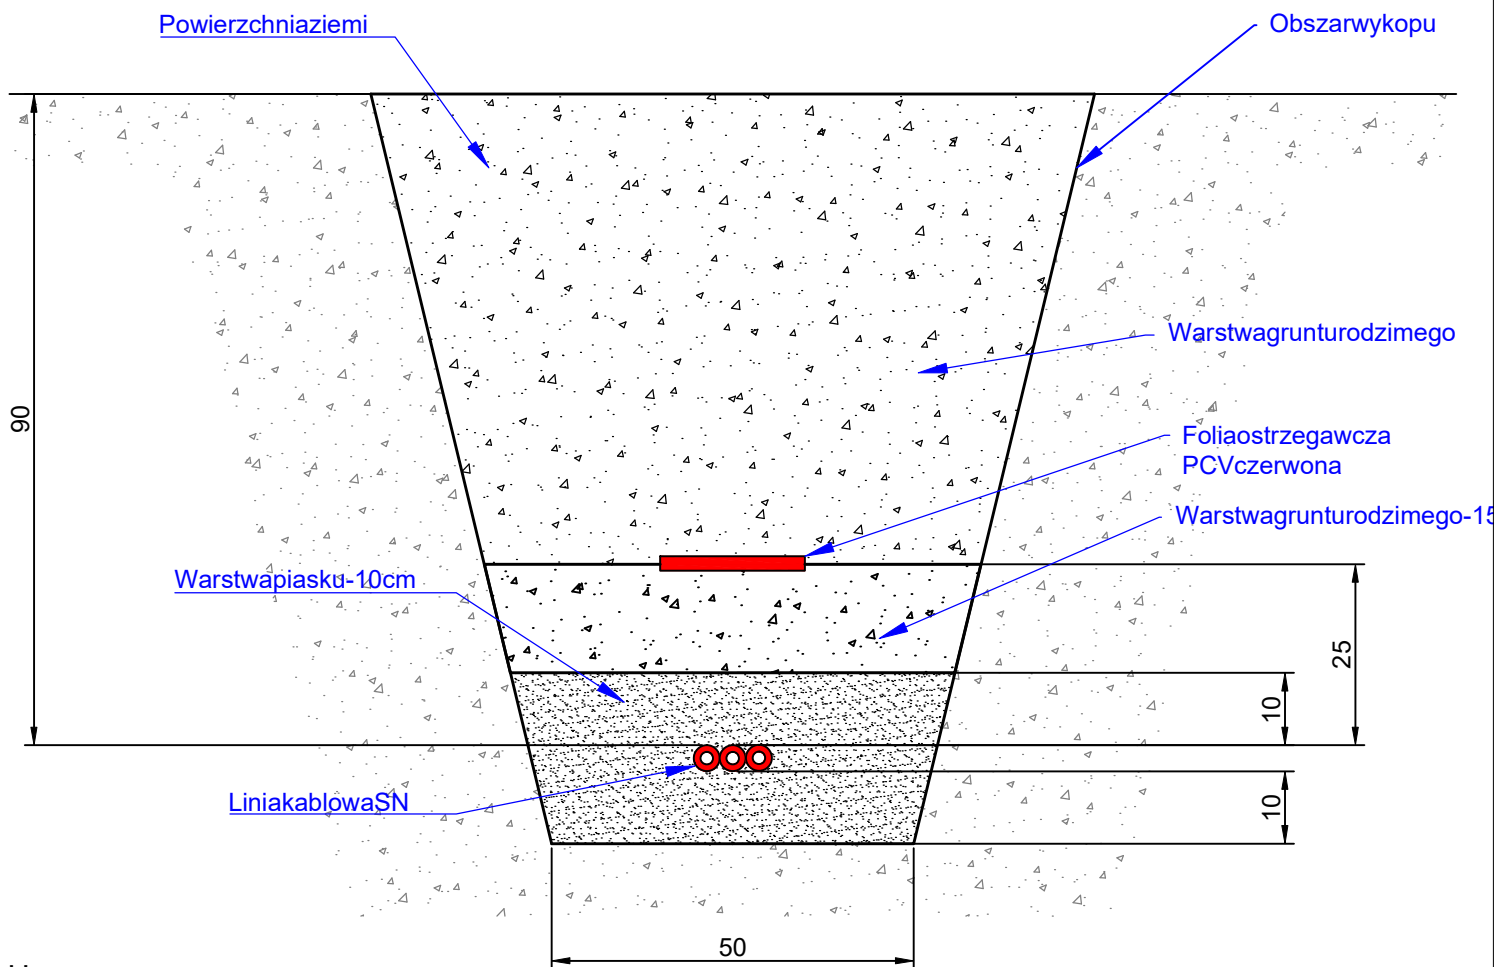 Powierzchniaziemi
Obszarwykopu
Warstwagrunturodzimego
90
Foliaostrzegawcza
PCVczerwona
Warstwagrunturodzimego-15
Warstwapiasku-10cm
25
10
LiniakablowaSN
10
50